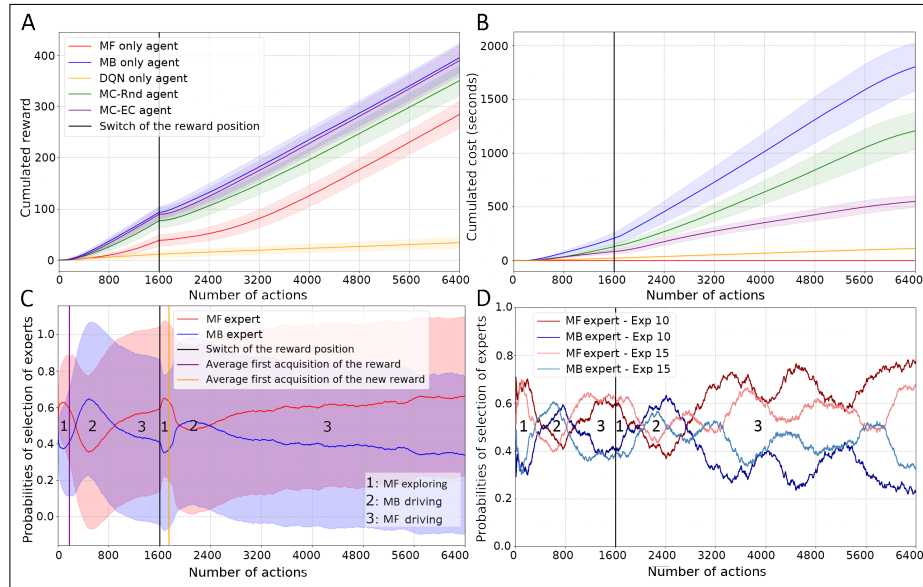 A
Cumulated reward
400
300
200
100
0
MF only agent
MB only agent
DQN only agent
MC-Rnd agent
MC-EC agent
Switch of the reward position
0 800 1600 2400 3200 4000 4800 5600 6400
Number of actions
B
Cumulated cost (seconds)
2000
1500
1000
500
0
0 800 1600 2400 3200 4000 4800 5600 6400
Number of actions
C
Probabilities of selection of experts
1.0
0.8
0.6
0.4
0.2
0.0
MF expert
MB expert
Switch of the reward position
Average first acquisition of the reward
Average first acquisition of the new reward
1 2 3 1 2 3
1: MF exploring
2: MB driving
3: MF driving
0 800 1600 2400 3200 4000 4800 5600 6400
Number of actions
D
Probabilities of selection of experts
1.0
0.8
0.6
0.4
0.2
0.0
MF expert - Exp 10
MB expert - Exp 10
MF expert - Exp 15
MB expert - Exp 15
1 2 3 1 2 3
0 800 1600 2400 3200 4000 4800 5600 6400
Number of actions